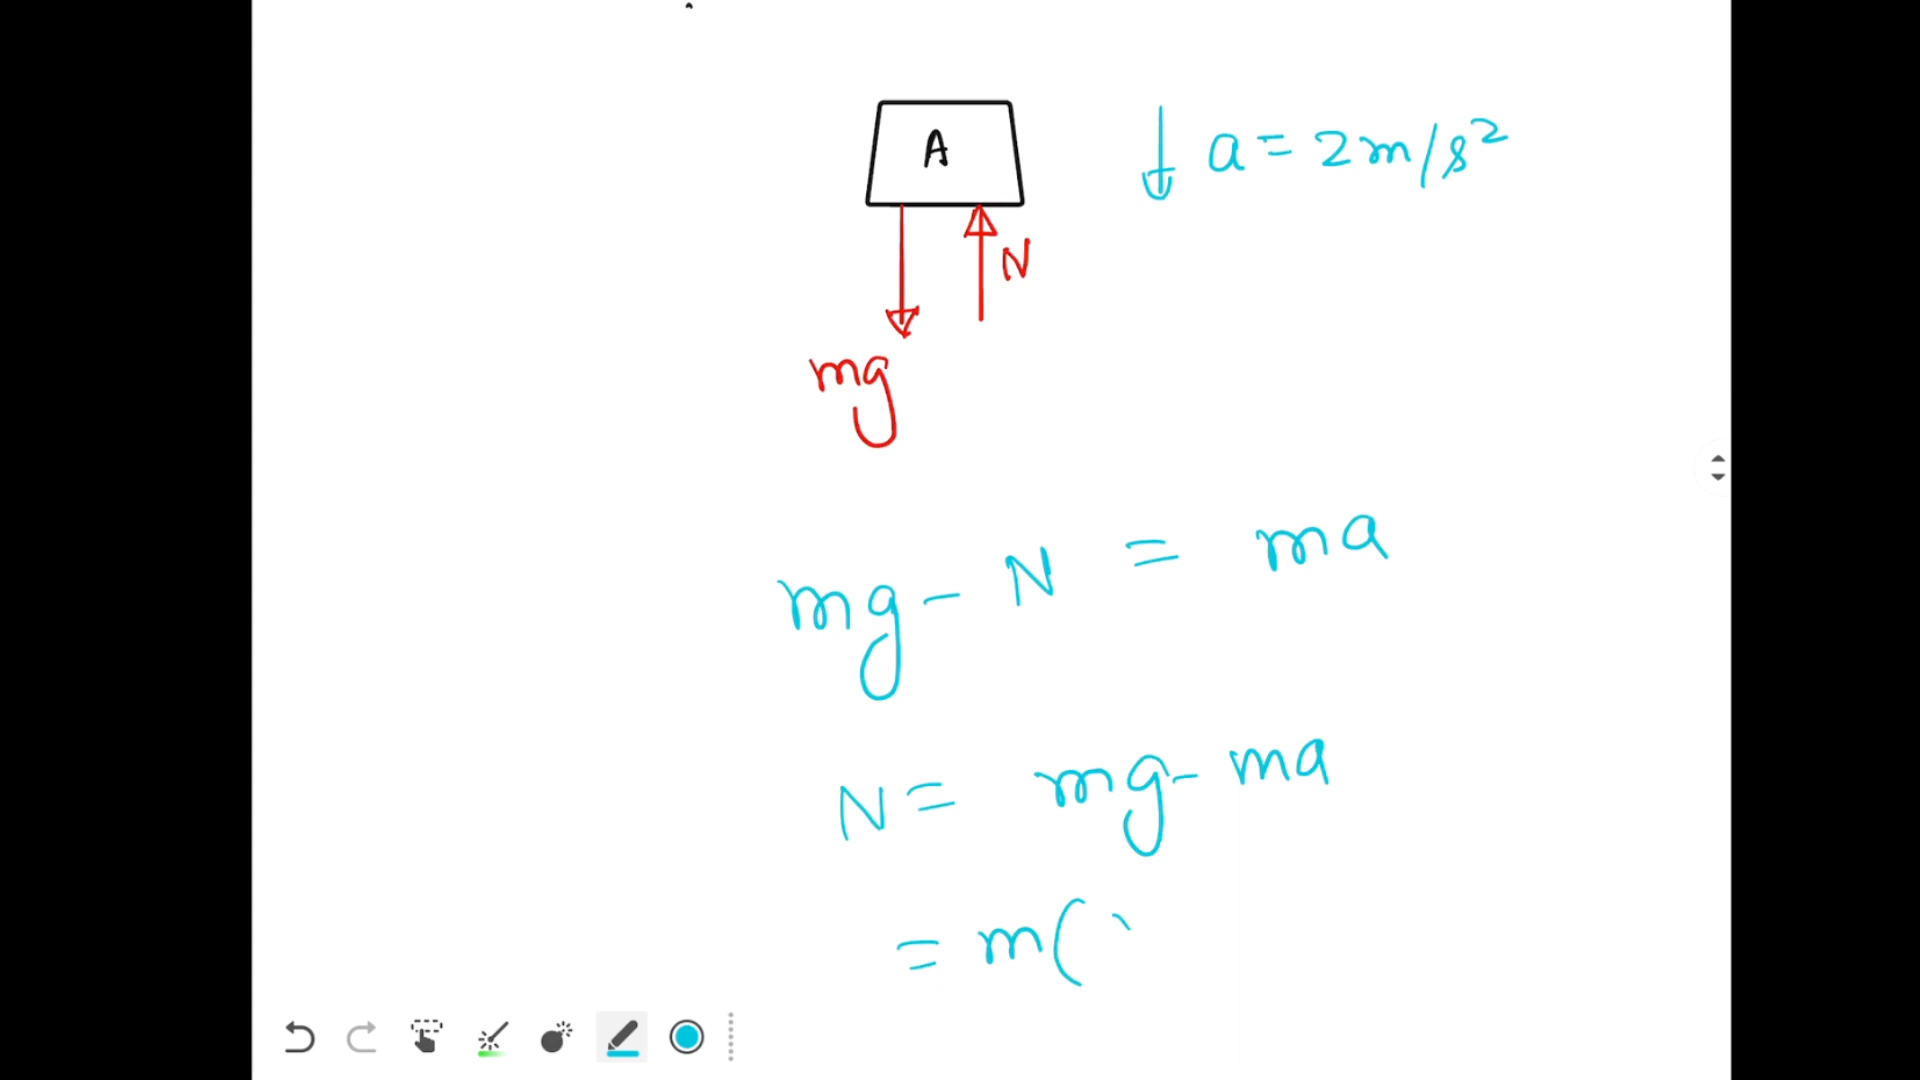 A
↓ a = 2m/s²
N
mg
mg - N = ma
N = mg - ma
= m(